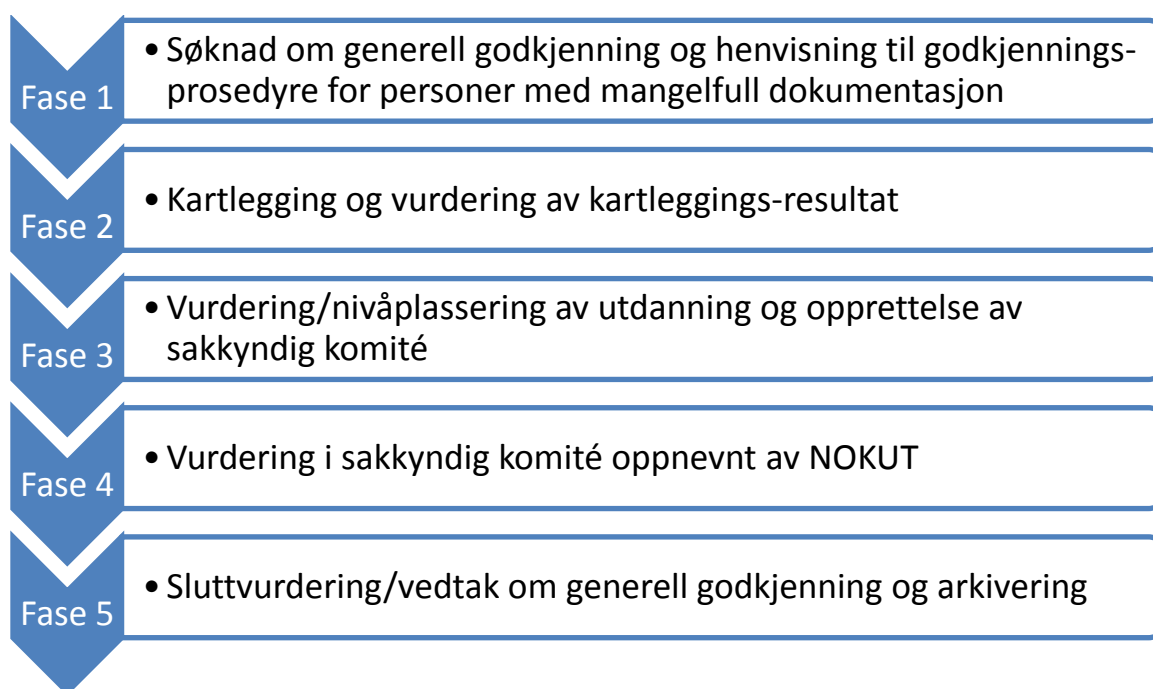 Fase 1
• Søknad om generell godkjenning og henvisning til godkjennings-
prosedyre for personer med mangelfull dokumentasjon
Fase 2
• Kartlegging og vurdering av kartleggings-resultat
Fase 3
• Vurdering/nivåplassering av utdanning og opprettelse av
sakkyndig komité
Fase 4
• Vurdering i sakkyndig komité oppnevnt av NOKUT
Fase 5
• Sluttvurdering/vedtak om generell godkjenning og arkivering